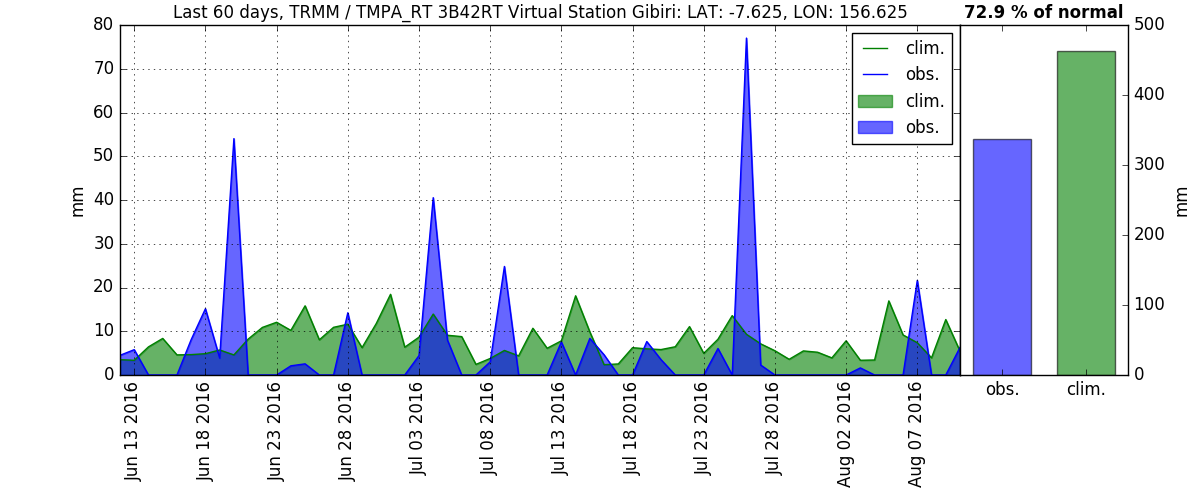 Last 60 days, TRMM / TMPA_RT 3B42RT Virtual Station Gibiri: LAT: -7.625, LON: 156.625
72.9 % of normal
80
70
60
50
40
30
20
10
0
mm
clim.
obs.
clim.
obs.
Jun 13 2016
Jun 18 2016
Jun 23 2016
Jun 28 2016
Jul 03 2016
Jul 08 2016
Jul 13 2016
Jul 18 2016
Jul 23 2016
Jul 28 2016
Aug 02 2016
Aug 07 2016
500
400
300
200
100
0
mm
obs.
clim.